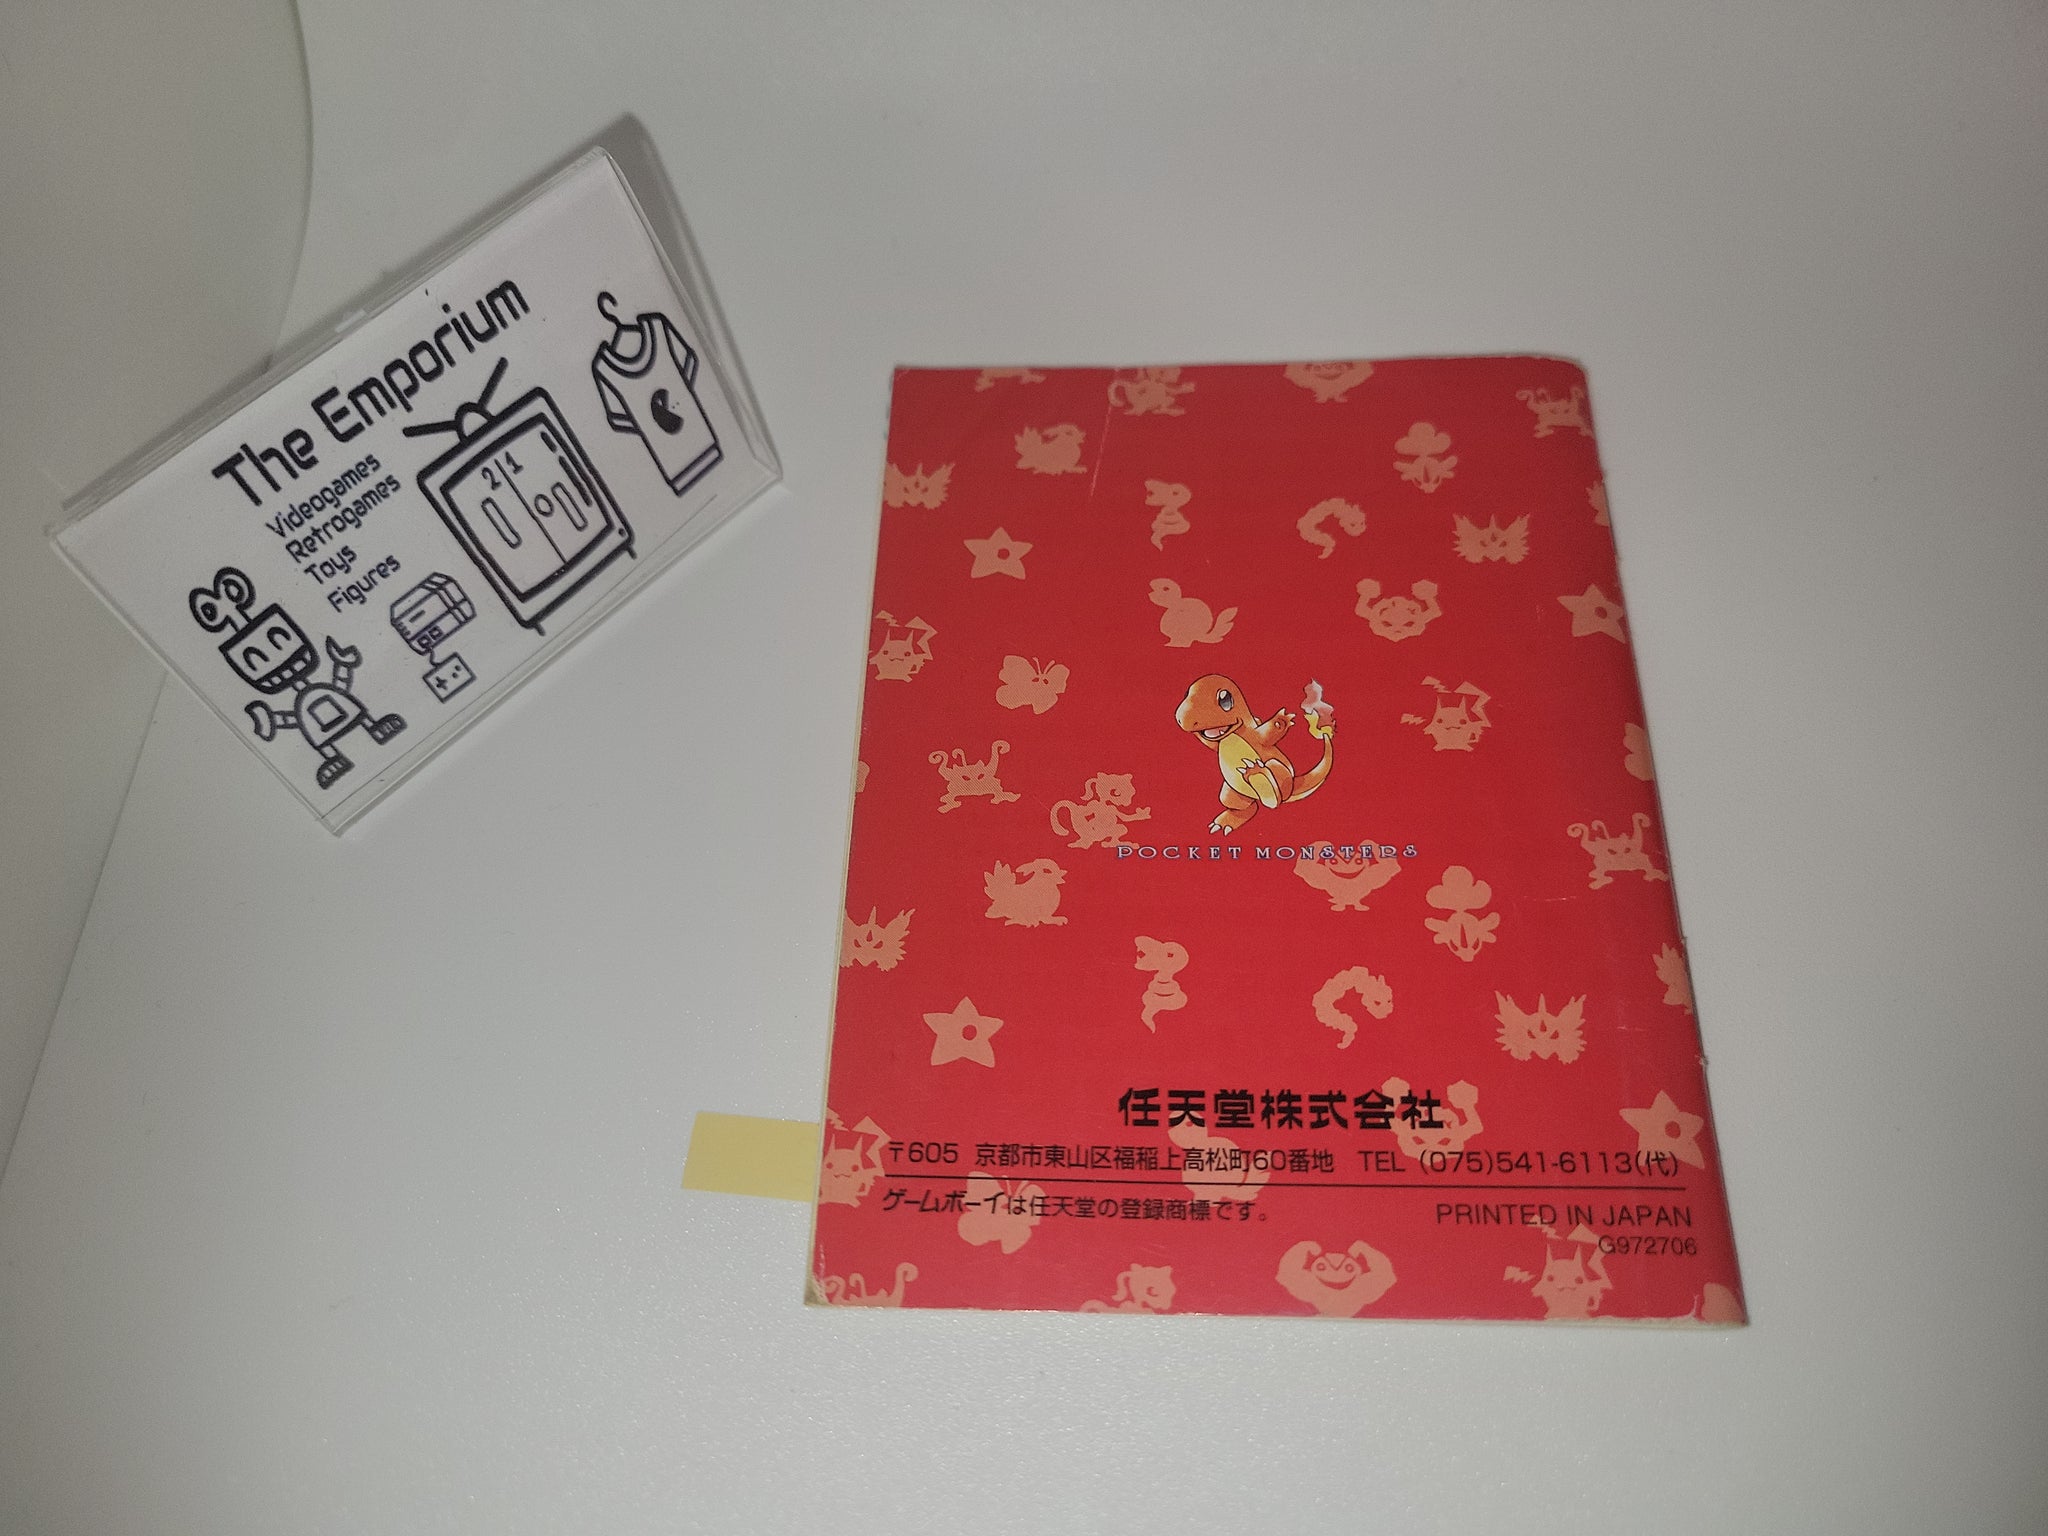 The Emporium
Videogames
Retrogames
Toys
Figures
2 1
POCKET MONSTERS
任天堂株式会社
〒605 京都市東山区福稲上高松町60番地 TEL (075)541-6113(代)
ゲームボーイは任天堂の登録商標です。
PRINTED IN JAPAN
G972706